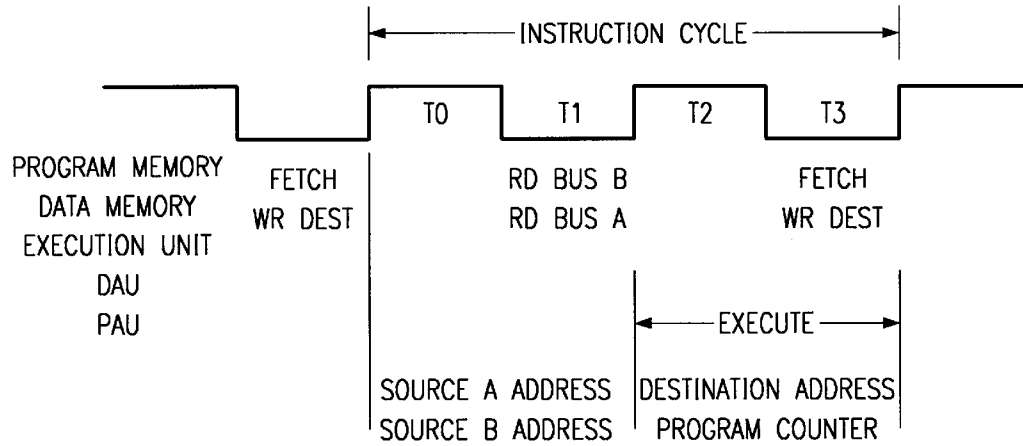 INSTRUCTION CYCLE
T0 T1 T2 T3
PROGRAM MEMORY FETCH RD BUS B FETCH
DATA MEMORY WR DEST RD BUS A WR DEST
EXECUTION UNIT
DAU
PAU EXECUTE
SOURCE A ADDRESS DESTINATION ADDRESS
SOURCE B ADDRESS PROGRAM COUNTER